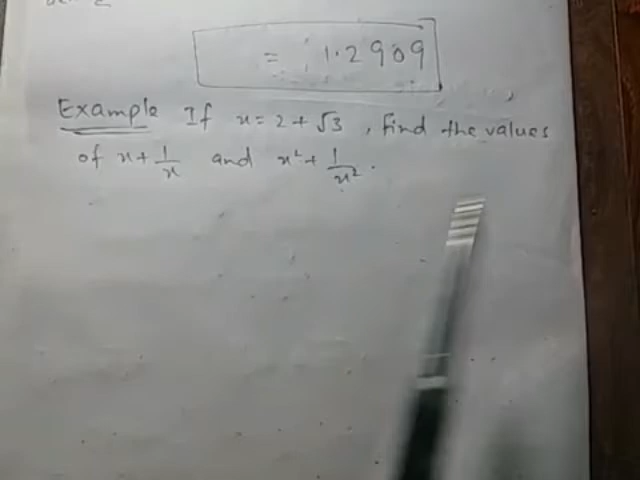 = 1.2909
Example If x = 2 + √3 , find the values
of x + 1/x and x² + 1/x² .